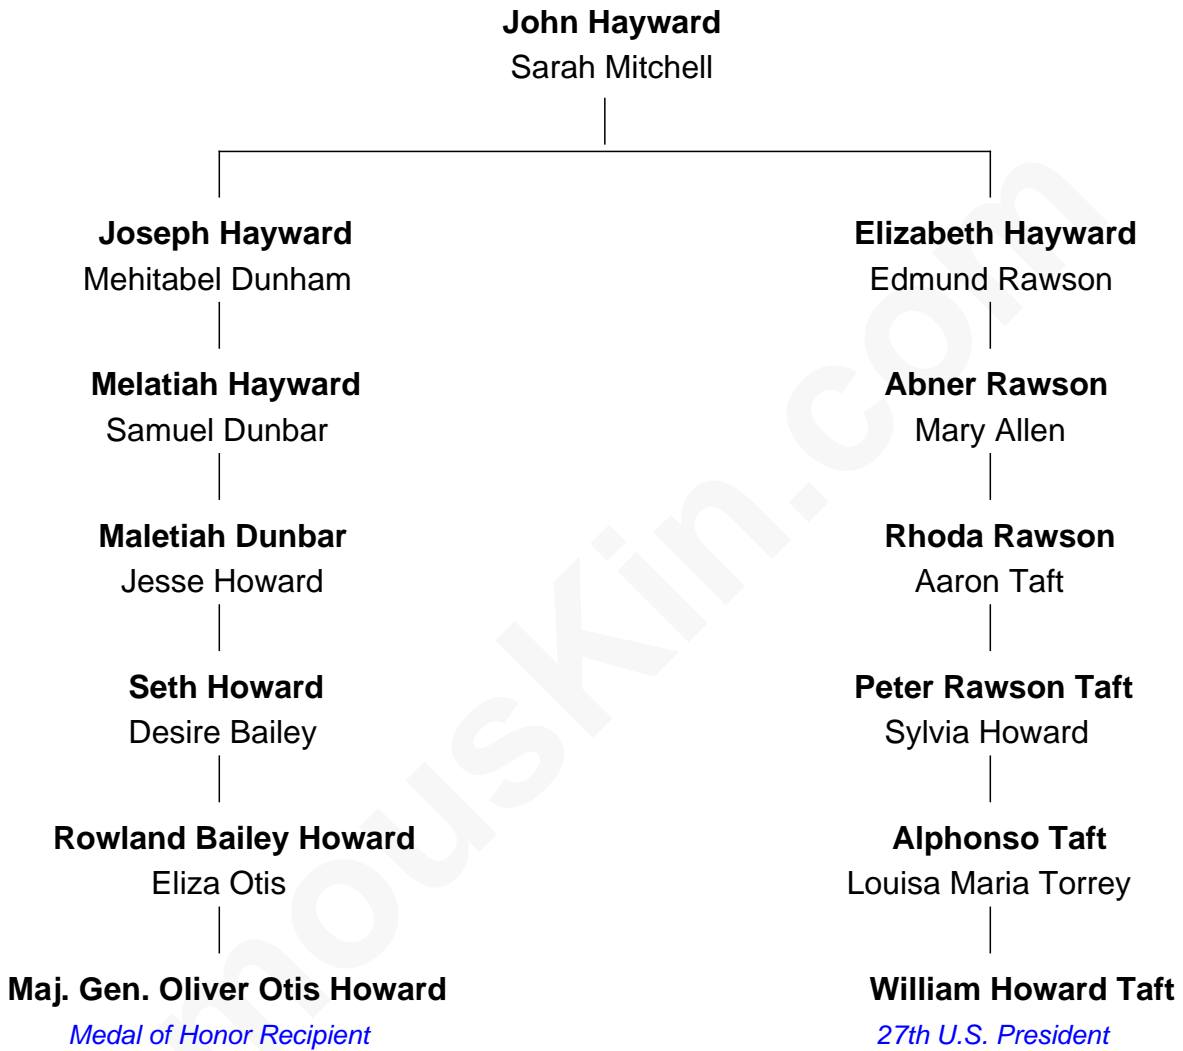 John Hayward
Sarah Mitchell
Joseph Hayward
Mehitabel Dunham
Elizabeth Hayward
Edmund Rawson
Melatiah Hayward
Samuel Dunbar
Abner Rawson
Mary Allen
Maletiah Dunbar
Jesse Howard
Rhoda Rawson
Aaron Taft
Seth Howard
Desire Bailey
Peter Rawson Taft
Sylvia Howard
Rowland Bailey Howard
Eliza Otis
Alphonso Taft
Louisa Maria Torrey
Maj. Gen. Oliver Otis Howard
Medal of Honor Recipient
William Howard Taft
27th U.S. President
mousKin.com